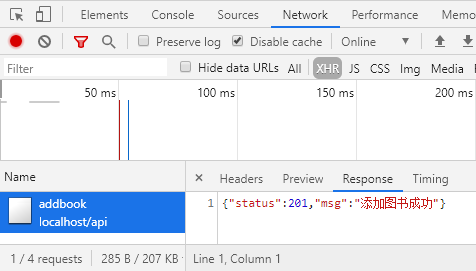 Elements Console Sources Network Performance Memory
Preserve log Disable cache Online
Filter Hide data URLs All XHR JS CSS Img Media
50 ms 100 ms 150 ms 200 ms
Name Headers Preview Response Timing
addbook
localhost/api
1 {"status":201,"msg":"添加图书成功"}
1 / 4 requests 285 B / 207 KB Line 1, Column 1